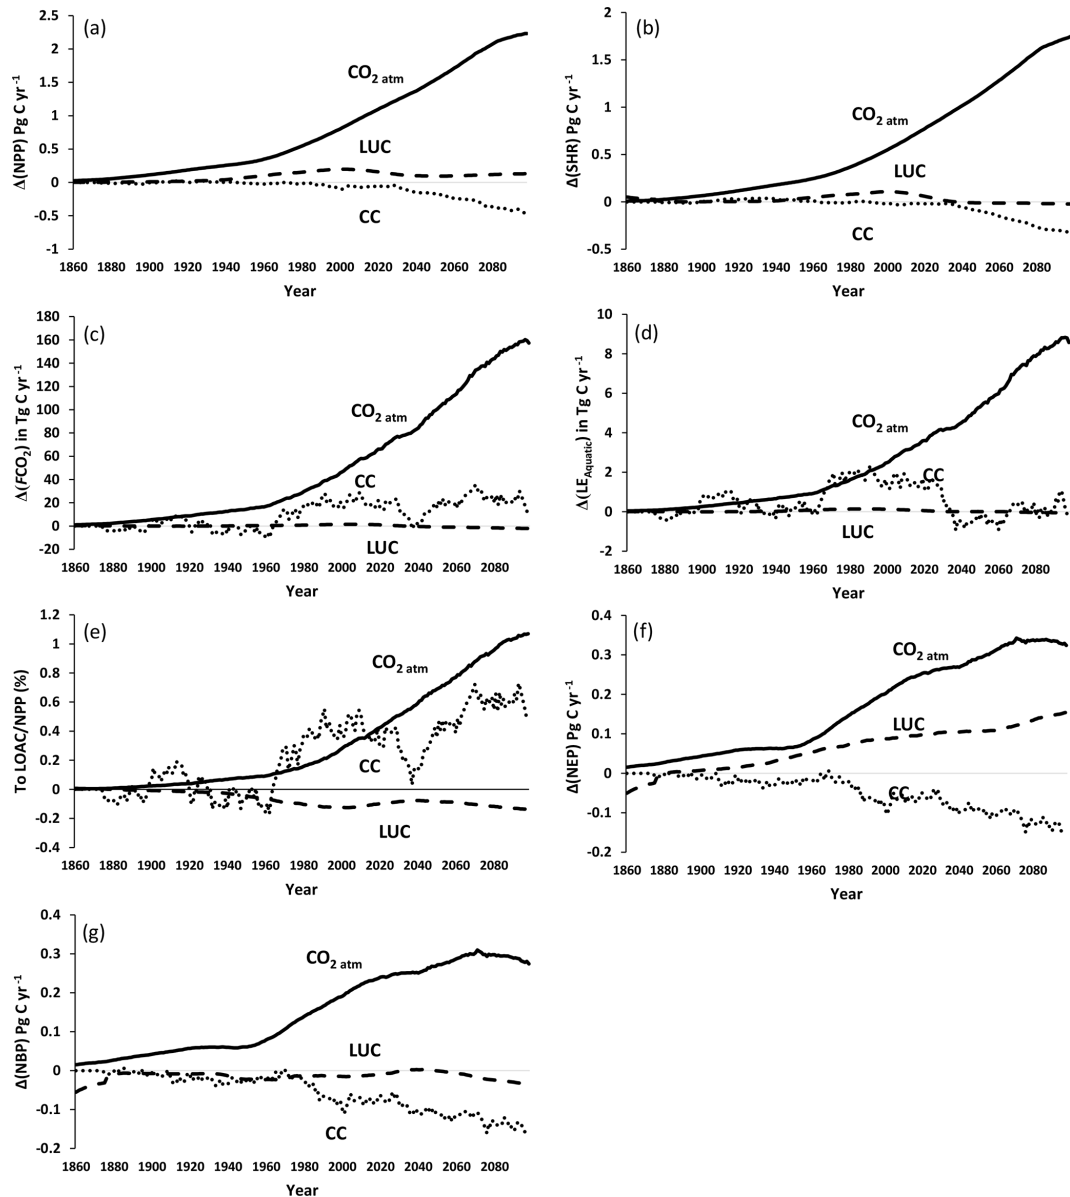 (a)
Δ(NPP) Pg C yr⁻¹
2.5
2
1.5
1
0.5
0
-0.5
-1
CO₂ atm
LUC
CC
1860 1880 1900 1920 1940 1960 1980 2000 2020 2040 2060 2080
Year
(b)
Δ(SHR) Pg C yr⁻¹
2
1.5
1
0.5
0
-0.5
CO₂ atm
LUC
CC
1860 1880 1900 1920 1940 1960 1980 2000 2020 2040 2060 2080
Year
(c)
Δ(FCO₂) in Tg C yr⁻¹
180
160
140
120
100
80
60
40
20
0
-20
CO₂ atm
CC
LUC
1860 1880 1900 1920 1940 1960 1980 2000 2020 2040 2060 2080
Year
(d)
Δ(LE_Aquatic) in Tg C yr⁻¹
10
8
6
4
2
0
-2
CO₂ atm
CC
LUC
1860 1880 1900 1920 1940 1960 1980 2000 2020 2040 2060 2080
Year
(e)
To LOAC/NPP (%)
1.2
1
0.8
0.6
0.4
0.2
0
-0.2
-0.4
CO₂ atm
CC
LUC
1860 1880 1900 1920 1940 1960 1980 2000 2020 2040 2060 2080
Year
(f)
Δ(NEP) Pg C yr⁻¹
0.4
0.3
0.2
0.1
0
-0.1
-0.2
CO₂ atm
LUC
CC
1860 1880 1900 1920 1940 1960 1980 2000 2020 2040 2060 2080
Year
(g)
Δ(NBP) Pg C yr⁻¹
0.4
0.3
0.2
0.1
0
-0.1
-0.2
CO₂ atm
LUC
CC
1860 1880 1900 1920 1940 1960 1980 2000 2020 2040 2060 2080
Year